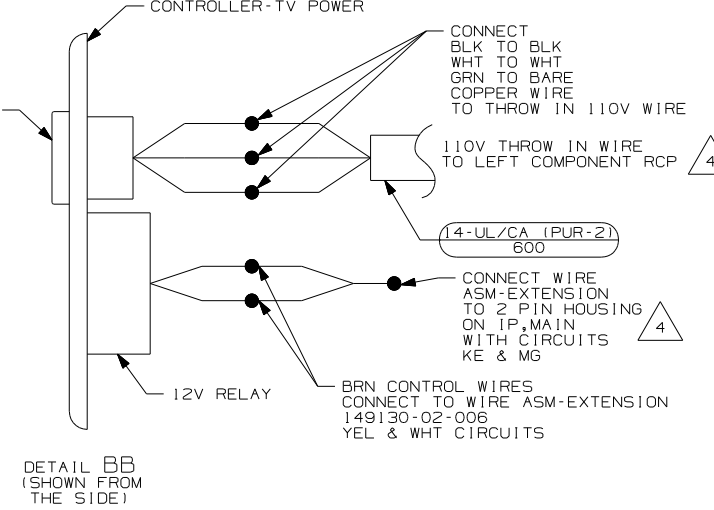 CONTROLLER-TV POWER
CONNECT
BLK TO BLK
WHT TO WHT
GRN TO BARE
COPPER WIRE
TO THROW IN 110V WIRE
110V THROW IN WIRE
TO LEFT COMPONENT RCP
4
14-UL/CA (PUR-2)
600
CONNECT WIRE
ASM-EXTENSION
TO 2 PIN HOUSING
ON IP,MAIN
WITH CIRCUITS
KE & MG
4
12V RELAY
BRN CONTROL WIRES
CONNECT TO WIRE ASM-EXTENSION
149130-02-006
YEL & WHT CIRCUITS
DETAIL BB
(SHOWN FROM
THE SIDE)